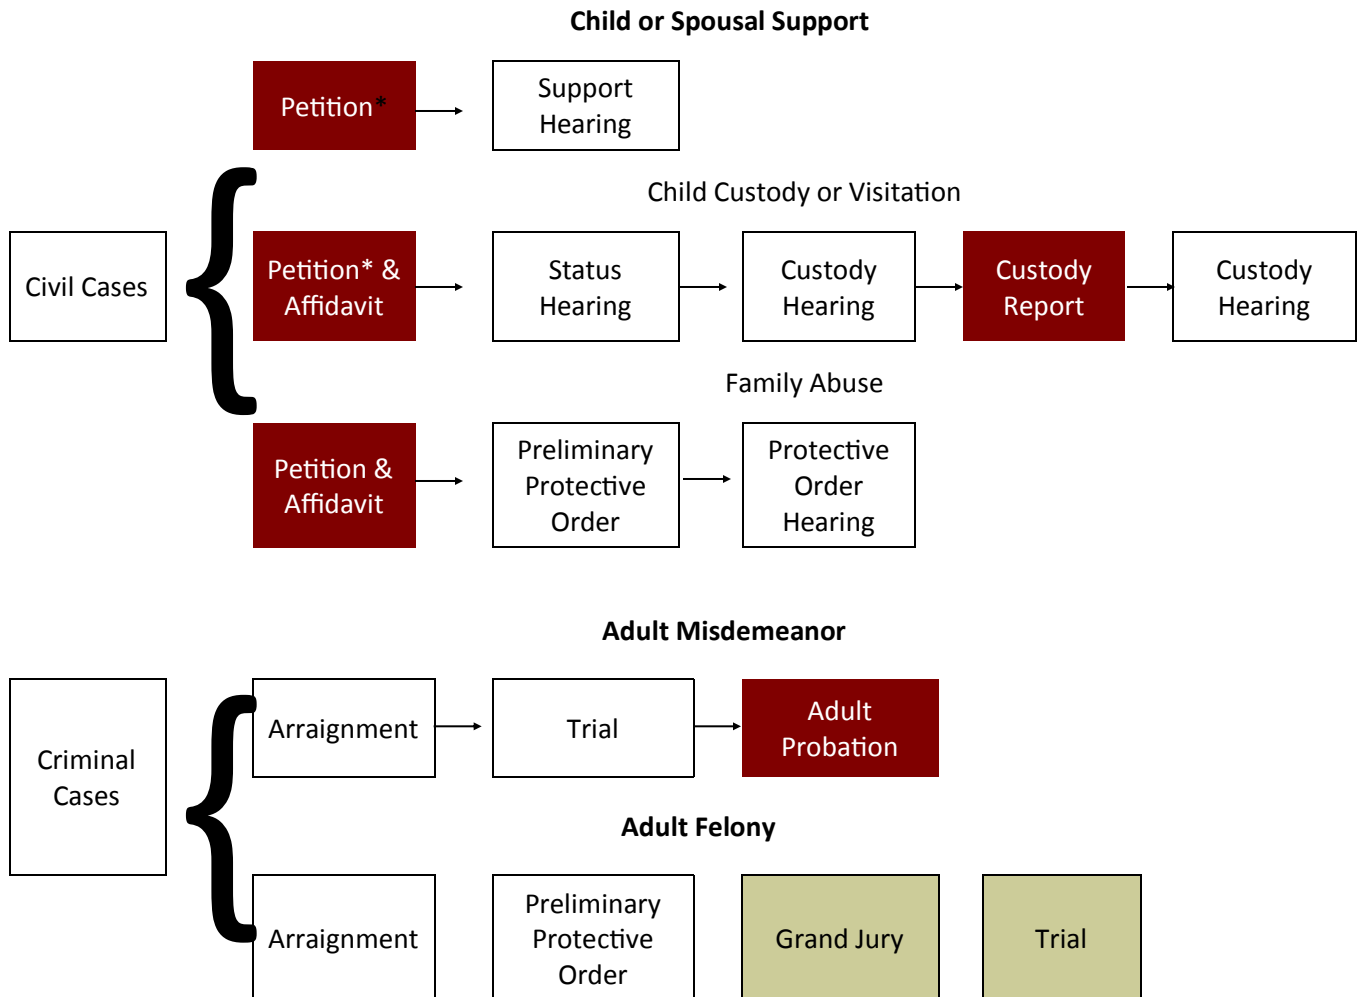 Child or Spousal Support
Petition*
Support
Hearing
Child Custody or Visitation
Civil Cases
Petition* &
Affidavit
Status
Hearing
Custody
Hearing
Custody
Report
Custody
Hearing
Family Abuse
Petition &
Affidavit
Preliminary
Protective
Order
Protective
Order
Hearing
Adult Misdemeanor
Criminal
Cases
Arraignment
Trial
Adult
Probation
Adult Felony
Arraignment
Preliminary
Protective
Order
Grand Jury
Trial